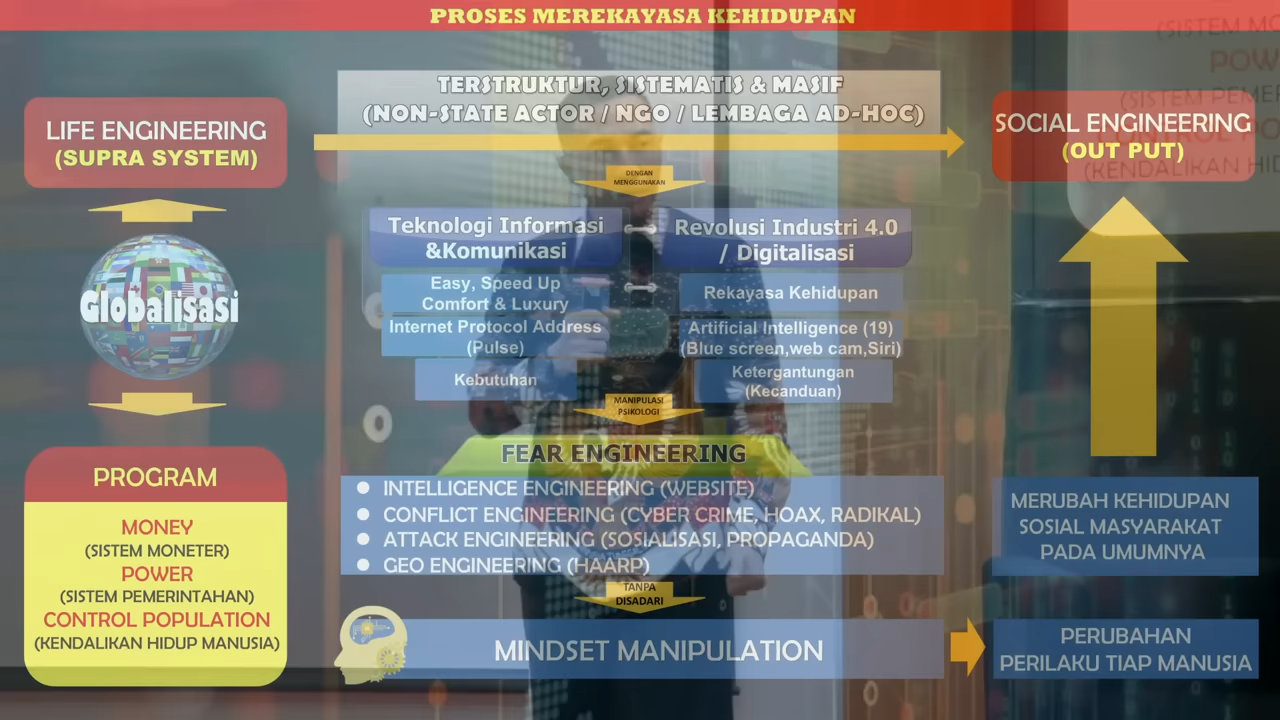 PROSES MEREKAYASA KEHIDUPAN
TERSTRUKTUR, SISTEMATIS & MASIF
(NON-STATE ACTOR / NGO / LEMBAGA AD-HOC)
LIFE ENGINEERING
(SUPRA SYSTEM)
Globalisasi
PROGRAM
MONEY
(SISTEM MONETER)
POWER
(SISTEM PEMERINTAHAN)
CONTROL POPULATION
(KENDALIKAN HIDUP MANUSIA)
DENGAN
MENGGUNAKAN
Teknologi Informasi
&Komunikasi
Easy, Speed Up
Comfort & Luxury
Internet Protocol Address
(Pulse)
Kebutuhan
Revolusi Industri 4.0
/ Digitalisasi
Rekayasa Kehidupan
Artificial Intelligence (19)
(Blue screen,web cam,Siri)
Ketergantungan
(Kecanduan)
MANIPULASI
PSIKOLOGI
FEAR ENGINEERING
INTELLIGENCE ENGINEERING (WEBSITE)
CONFLICT ENGINEERING (CYBER CRIME, HOAX, RADIKAL)
ATTACK ENGINEERING (SOSIALISASI, PROPAGANDA)
GEO ENGINEERING (HAARP)
TANPA
DISADARI
MINDSET MANIPULATION
SOCIAL ENGINEERING
(OUT PUT)
MERUBAH KEHIDUPAN
SOSIAL MASYARAKAT
PADA UMUMNYA
PERUBAHAN
PERILAKU TIAP MANUSIA